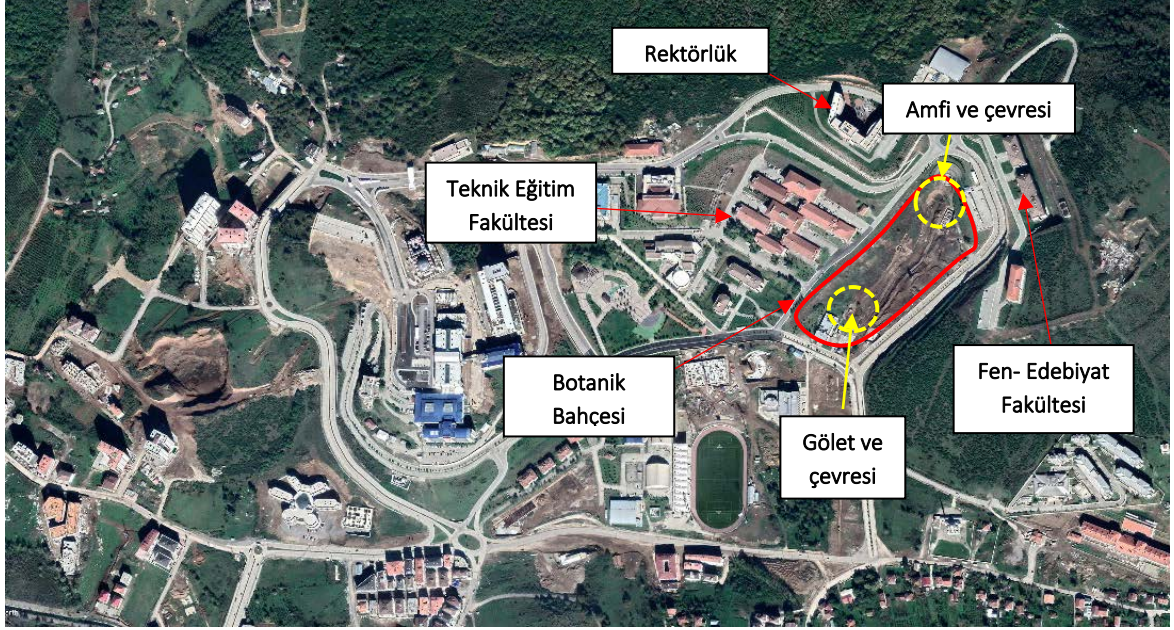 Rektörlük
Amfi ve çevresi
Teknik Eğitim
Fakültesi
Botanik
Bahçesi
Fen- Edebiyat
Fakültesi
Gölet ve
çevresi